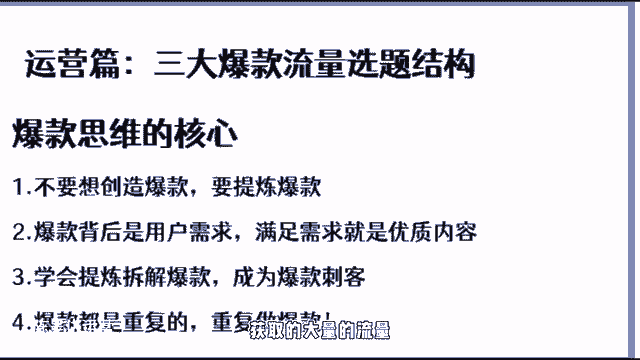 运营篇：三大爆款流量选题结构
爆款思维的核心
1.不要想创造爆款，要提炼爆款
2.爆款背后是用户需求，满足需求就是优质内容
3.学会提炼拆解爆款，成为爆款刺客
4.爆款都是重复的，重复做爆款！
获取的大量的流量